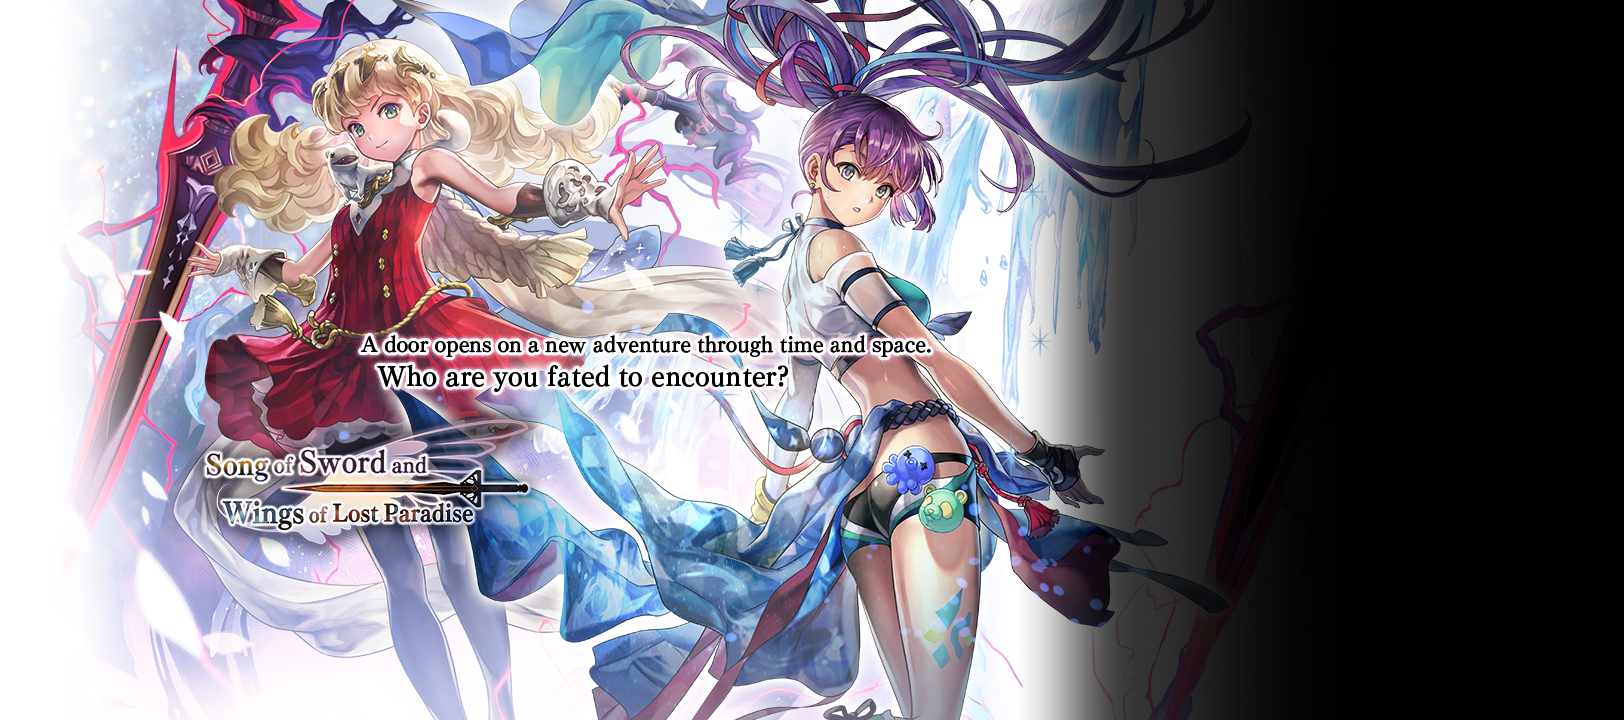 A door opens on a new adventure through time and space.
Who are you fated to encounter?
Song of Sword and
Wings of Lost Paradise